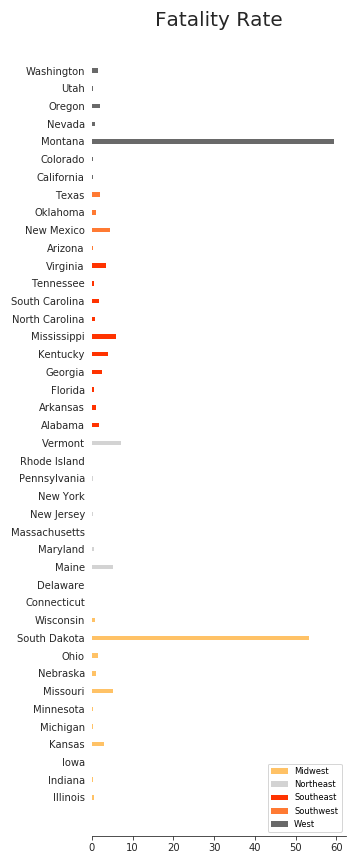 Fatality Rate
Washington
Utah
Oregon
Nevada
Montana
Colorado
California
Texas
Oklahoma
New Mexico
Arizona
Virginia
Tennessee
South Carolina
North Carolina
Mississippi
Kentucky
Georgia
Florida
Arkansas
Alabama
Vermont
Rhode Island
Pennsylvania
New York
New Jersey
Massachusetts
Maryland
Maine
Delaware
Connecticut
Wisconsin
South Dakota
Ohio
Nebraska
Missouri
Minnesota
Michigan
Kansas
Iowa
Indiana
Illinois
Midwest
Northeast
Southeast
Southwest
West
0 10 20 30 40 50 60